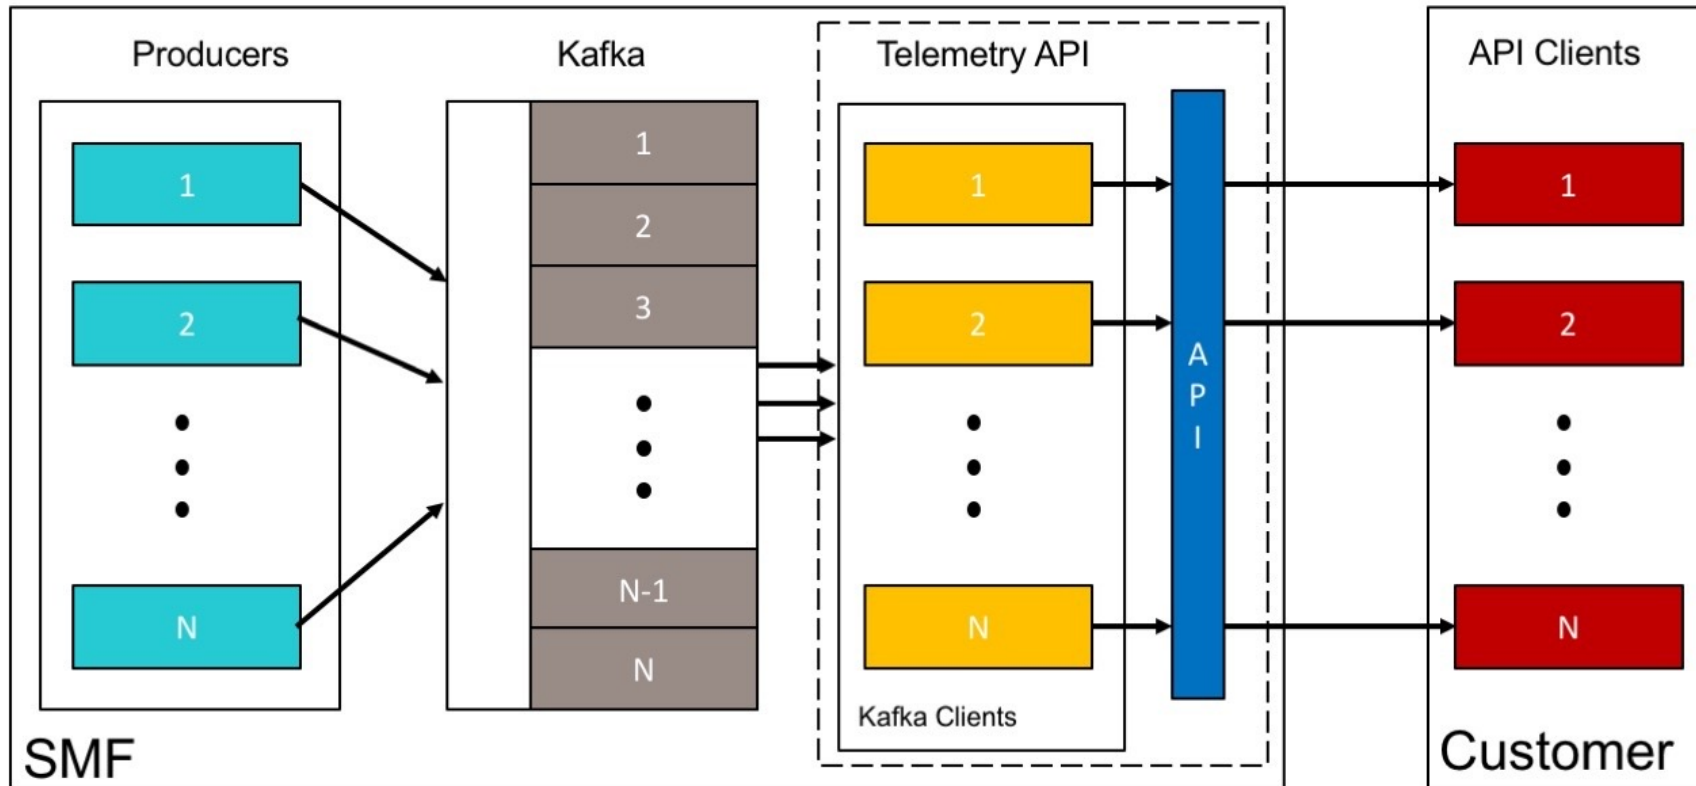 Producers
Kafka
Telemetry API
API Clients
1
2
N
1
2
3
N-1
N
1
2
N
Kafka Clients
A
P
I
1
2
N
SMF
Customer